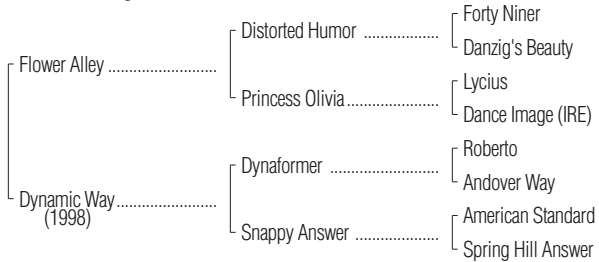 Forty Niner
Distorted Humor ..................
Danzig's Beauty
Flower Alley ..........................
Lycius
Princess Olivia......................
Dance Image (IRE)
Roberto
Dynaformer ..........................
Andover Way
Dynamic Way........................
(1998)
American Standard
Snappy Answer ....................
Spring Hill Answer